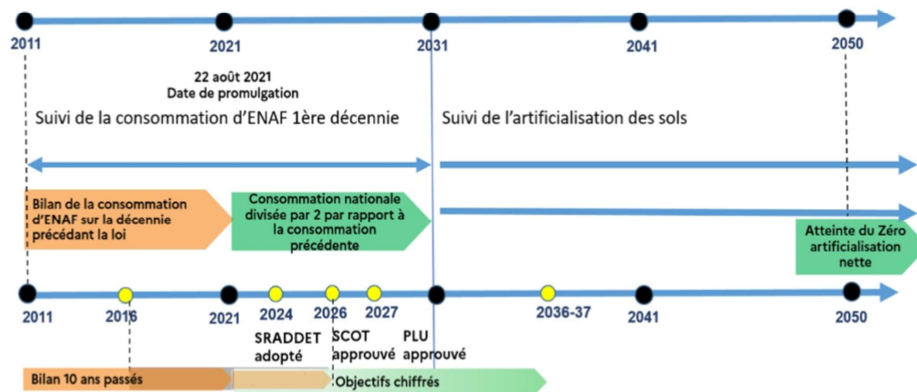 2011 2021 2031 2041 2050
22 août 2021
Date de promulgation
Suivi de la consommation d'ENAF 1ère décennie
Suivi de l'artificialisation des sols
Bilan de la consommation
d'ENAF sur la décennie
précédant la loi
Consommation nationale
divisée par 2 par rapport à
la consommation
précédente
Atteinte du Zéro
artificialisation
nette
2011 2016 2021 2024 2026 2027 2036-37 2041 2050
SRADDET
adopté
SCOT
approuvé
PLU
approuvé
Bilan 10 ans passés
Objectifs chiffrés